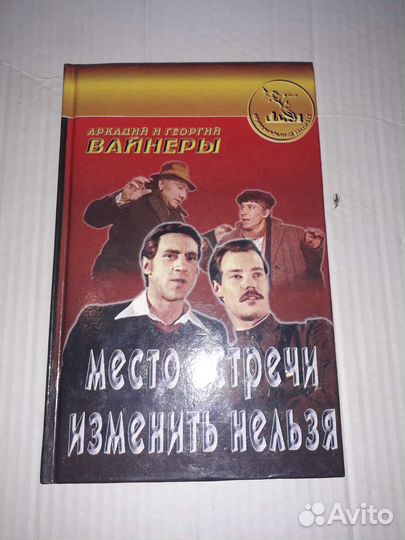 АРКАДИЙ И ГЕОРГИЙ
ВАЙНЕРЫ
МЕСТО ВСТРЕЧИ
ИЗМЕНИТЬ НЕЛЬЗЯ
Avito